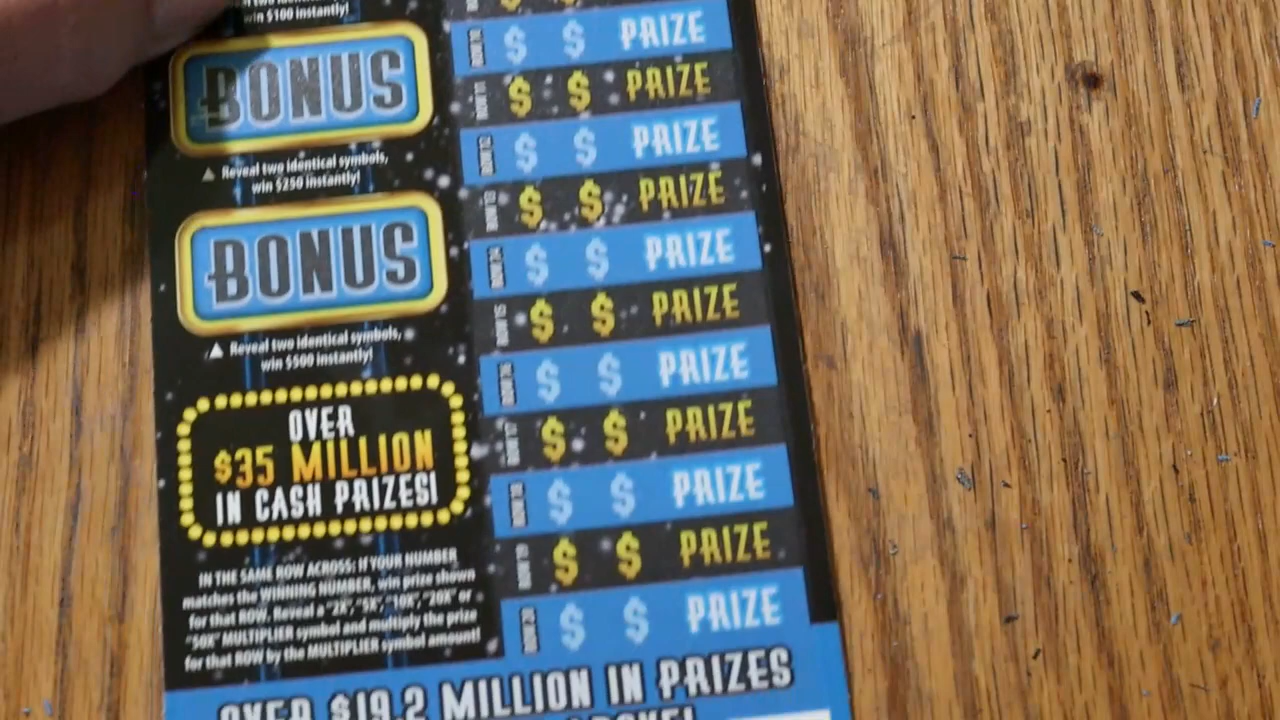 win $100 instantly!
BONUS
▲ Reveal two identical symbols,
win $250 instantly!
BONUS
▲ Reveal two identical symbols,
win $500 instantly!
OVER
$35 MILLION
IN CASH PRIZES!
IN THE SAME ROW ACROSS: IF YOUR NUMBER
matches the WINNING NUMBER, win prize shown
for that ROW. Reveal a "2X", "5X", "10X", "20X" or
"50X" MULTIPLIER symbol and multiply the prize
for that ROW by the MULTIPLIER symbol amount!
$ $ PRIZE
$ $ PRIZE
$ $ PRIZE
$ $ PRIZE
$ $ PRIZE
$ $ PRIZE
$ $ PRIZE
$ $ PRIZE
$ $ PRIZE
$ $ PRIZE
$ $ PRIZE
OVER $19.2 MILLION IN PRIZES